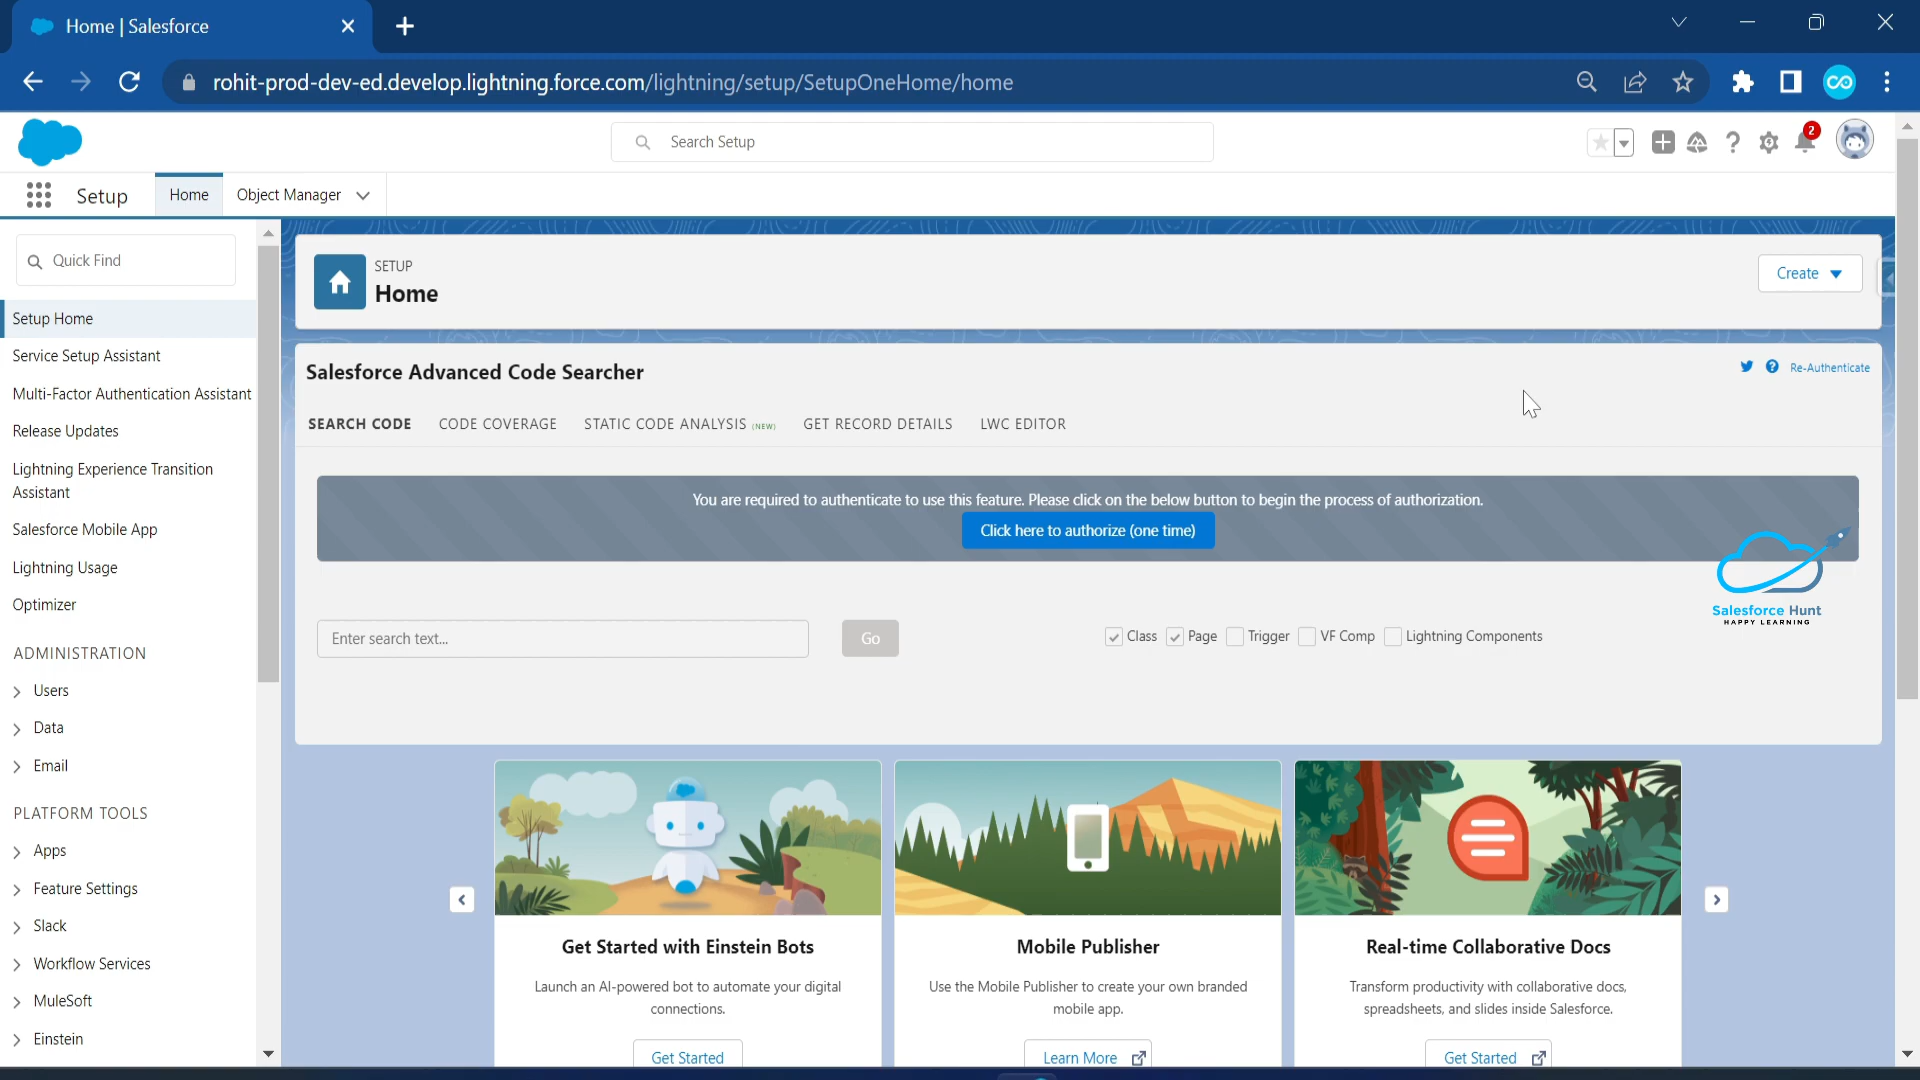 Home | Salesforce
rohit-prod-dev-ed.develop.lightning.force.com/lightning/setup/SetupOneHome/home
Search Setup
2
Setup
Home
Object Manager
Quick Find
Setup Home
Service Setup Assistant
Multi-Factor Authentication Assistant
Release Updates
Lightning Experience Transition
Assistant
Salesforce Mobile App
Lightning Usage
Optimizer
ADMINISTRATION
Users
Data
Email
PLATFORM TOOLS
Apps
Feature Settings
Slack
Workflow Services
MuleSoft
Einstein
SETUP
Home
Create
Salesforce Advanced Code Searcher
Re-Authenticate
SEARCH CODE
CODE COVERAGE
STATIC CODE ANALYSIS (NEW)
GET RECORD DETAILS
LWC EDITOR
You are required to authenticate to use this feature. Please click on the below button to begin the process of authorization.
Click here to authorize (one time)
Salesforce Hunt
HAPPY LEARNING
Enter search text...
Go
Class
Page
Trigger
VF Comp
Lightning Components
Get Started with Einstein Bots
Launch an AI-powered bot to automate your digital
connections.
Get Started
Mobile Publisher
Use the Mobile Publisher to create your own branded
mobile app.
Learn More
Real-time Collaborative Docs
Transform productivity with collaborative docs,
spreadsheets, and slides inside Salesforce.
Get Started